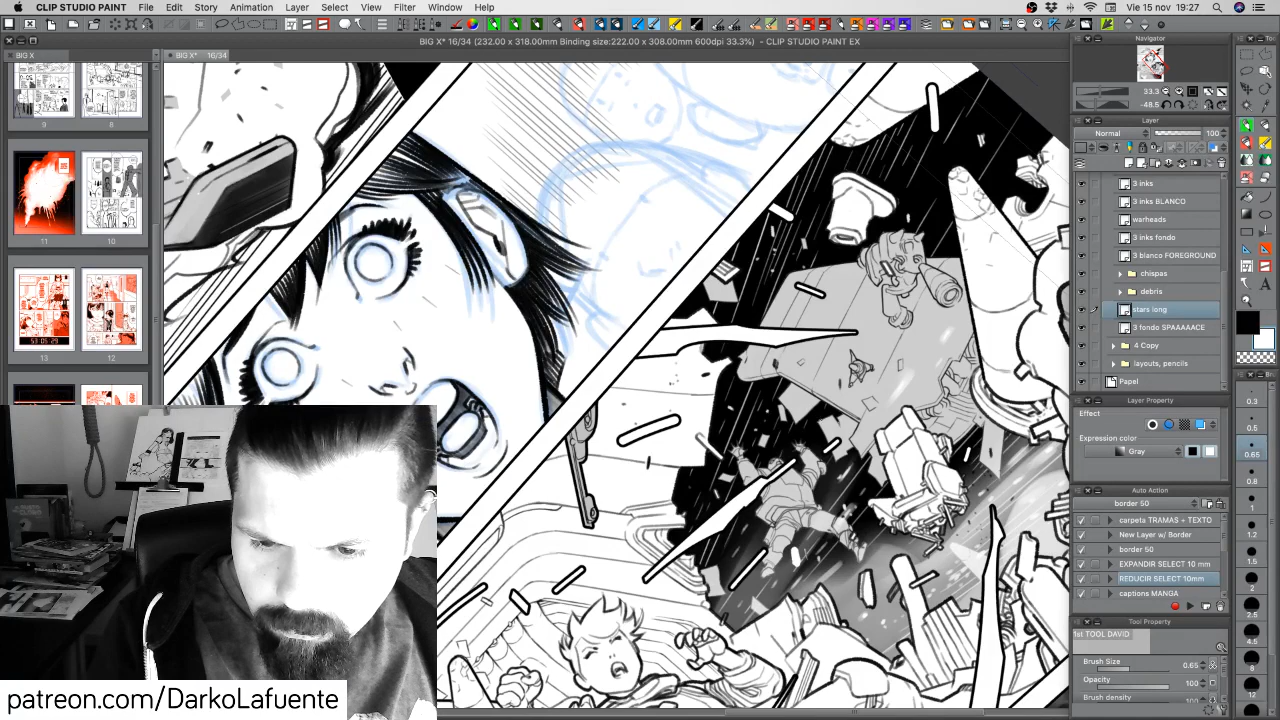 CLIP STUDIO PAINT File Edit Story Animation Layer Select View Filter Window Help Vie 15 nov 19:27
BIG X* 16/34 (232.00 x 318.00mm Binding size:222.00 x 308.00mm 600dpi 33.3%) - CLIP STUDIO PAINT EX
BIG X
BIG X* 16/34
9 8
11 10
13 12
Navigator
33.3
-48.5
Layer
Normal 100
3 inks
3 inks BLANCO
warheads
3 inks fondo
3 blanco FOREGROUND
chispas
debris
stars long
3 fondo SPAAAAACE
4 Copy
layouts, pencils
Papel
Layer Property
Effect
Expression color
Gray
Auto Action
border 50
carpeta TRAMAS + TEXTO
New Layer w/ Border
border 50
EXPANDIR SELECT 10 mm
REDUCIR SELECT 10mm
captions MANGA
Tool Property
1st TOOL DAVID
Brush Size 0.65
Opacity 100
Brush density 100
To
Br
0.3
0.5
0.65
0.8
1
1.2
1.5
2
2.5
4.5
8
12
patreon.com/DarkoLafuente